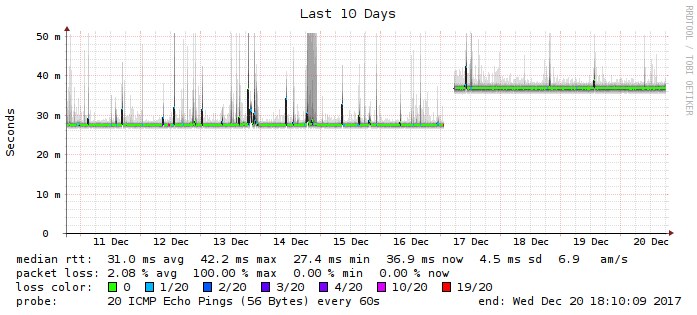 Last 10 Days
RRDTOOL / TOBI OETIKER
Seconds
50 m
40 m
30 m
20 m
10 m
0
11 Dec 12 Dec 13 Dec 14 Dec 15 Dec 16 Dec 17 Dec 18 Dec 19 Dec 20 Dec
median rtt: 31.0 ms avg 42.2 ms max 27.4 ms min 36.9 ms now 4.5 ms sd 6.9 am/s
packet loss: 2.08 % avg 100.00 % max 0.00 % min 0.00 % now
loss color: 0 1/20 2/20 3/20 4/20 10/20 19/20
probe: 20 ICMP Echo Pings (56 Bytes) every 60s end: Wed Dec 20 18:10:09 2017